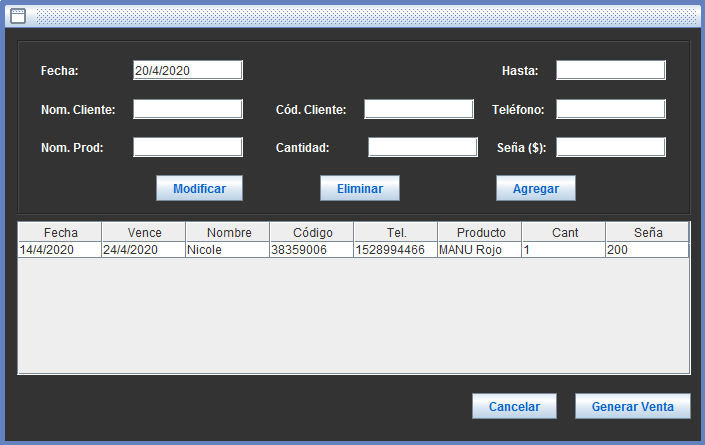 Fecha: 20/4/2020 Hasta:
Nom. Cliente: Cód. Cliente: Teléfono:
Nom. Prod: Cantidad: Seña ($):
Modificar Eliminar Agregar
Fecha Vence Nombre Código Tel. Producto Cant Seña
14/4/2020 24/4/2020 Nicole 38359006 1528994466 MANU Rojo 1 200
Cancelar Generar Venta